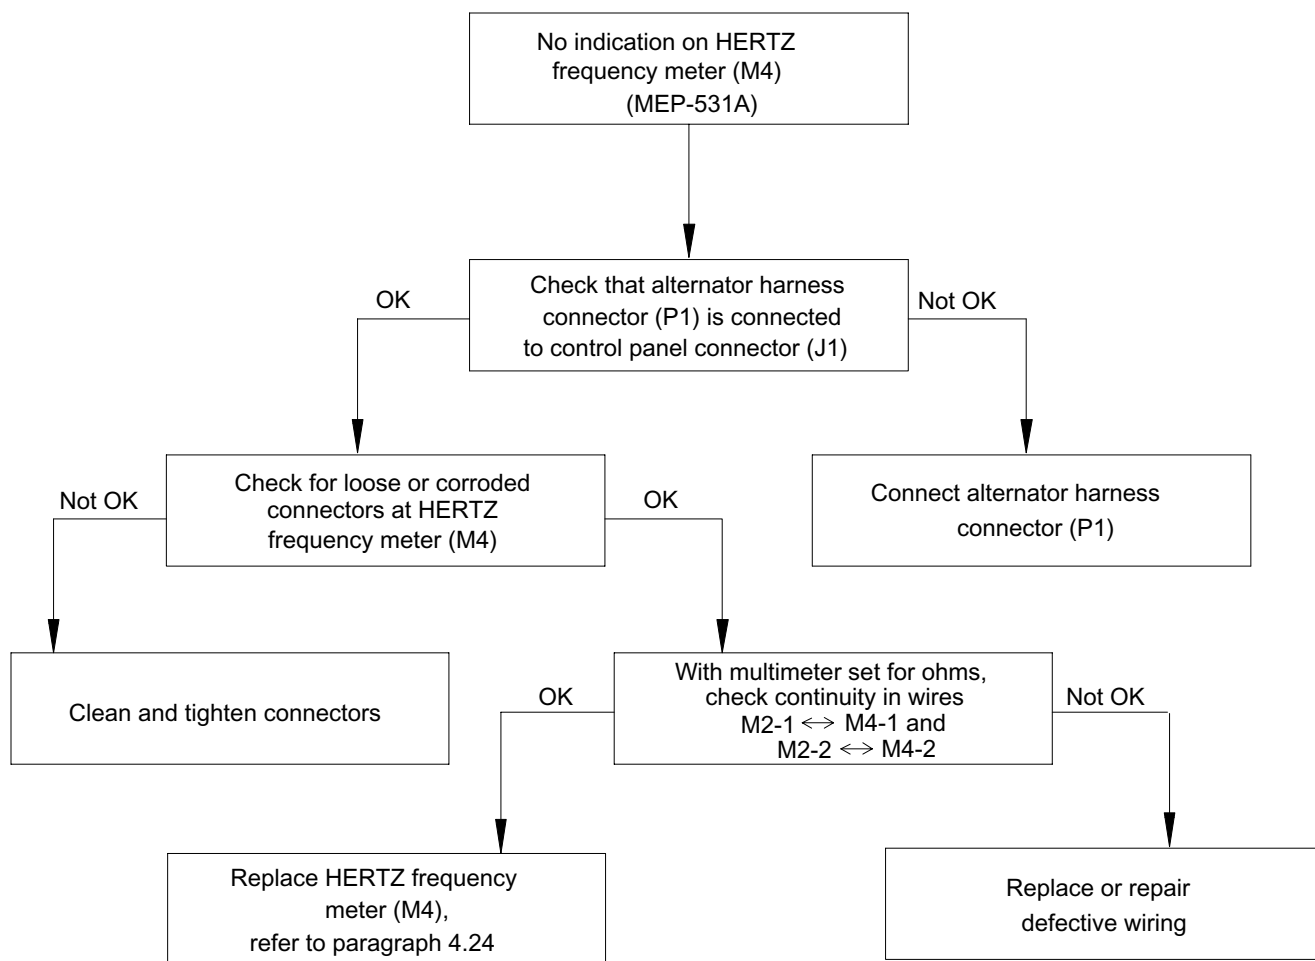 No indication on HERTZ
frequency meter (M4)
(MEP-531A)
OK
Check that alternator harness
connector (P1) is connected
to control panel connector (J1)
Not OK
Not OK
Check for loose or corroded
connectors at HERTZ
frequency meter (M4)
OK
Connect alternator harness
connector (P1)
Clean and tighten connectors
OK
With multimeter set for ohms,
check continuity in wires
M2-1 <-> M4-1 and
M2-2 <-> M4-2
Not OK
Replace HERTZ frequency
meter (M4),
refer to paragraph 4.24
Replace or repair
defective wiring